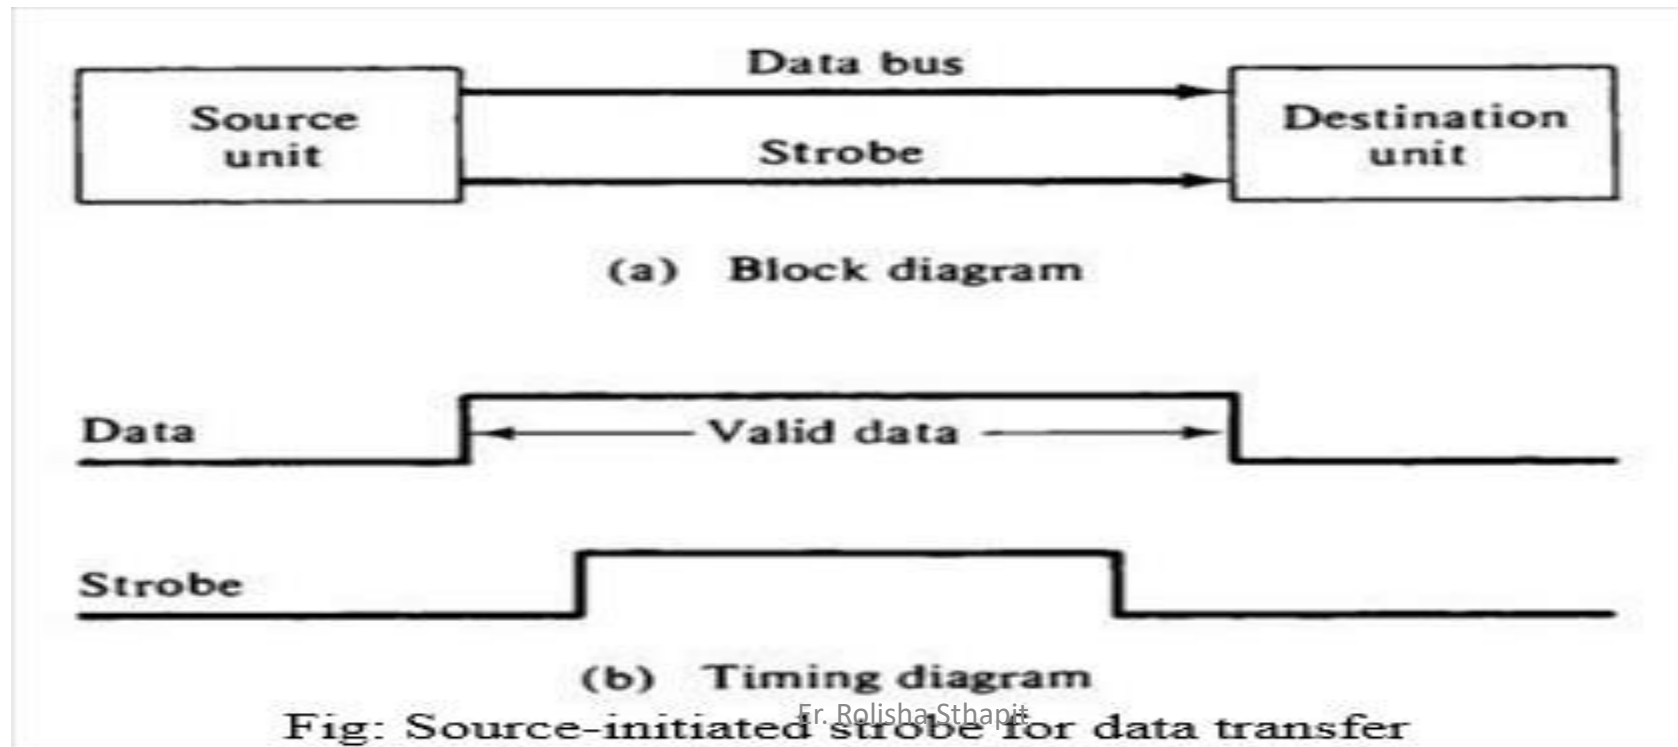 Data bus
Source
unit
Destination
unit
Strobe
(a) Block diagram
Data
Valid data
Strobe
(b) Timing diagram
Er. Rolisha Sthapit
Fig: Source-initiated strobe for data transfer